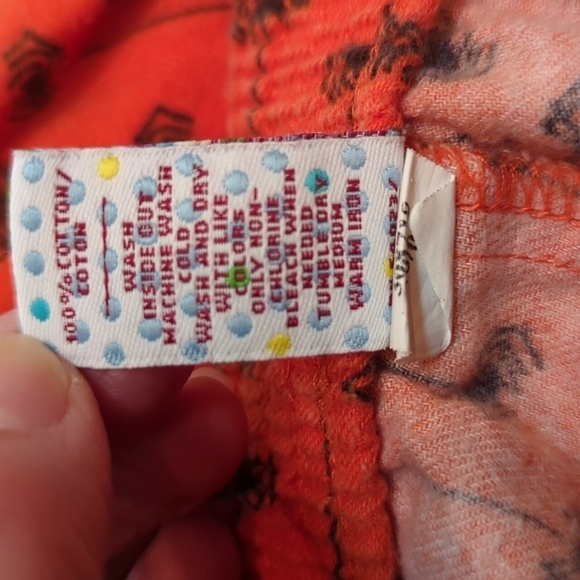 100% COTTON/
COTON
WASH
INSIDE OUT
MACHINE WASH
COLD
WASH AND DRY
WITH LIKE
COLORS
ONLY NON-
CHLORINE
BLEACH WHEN
NEEDED
TUMBLE DRY
MEDIUM
WARM IRON